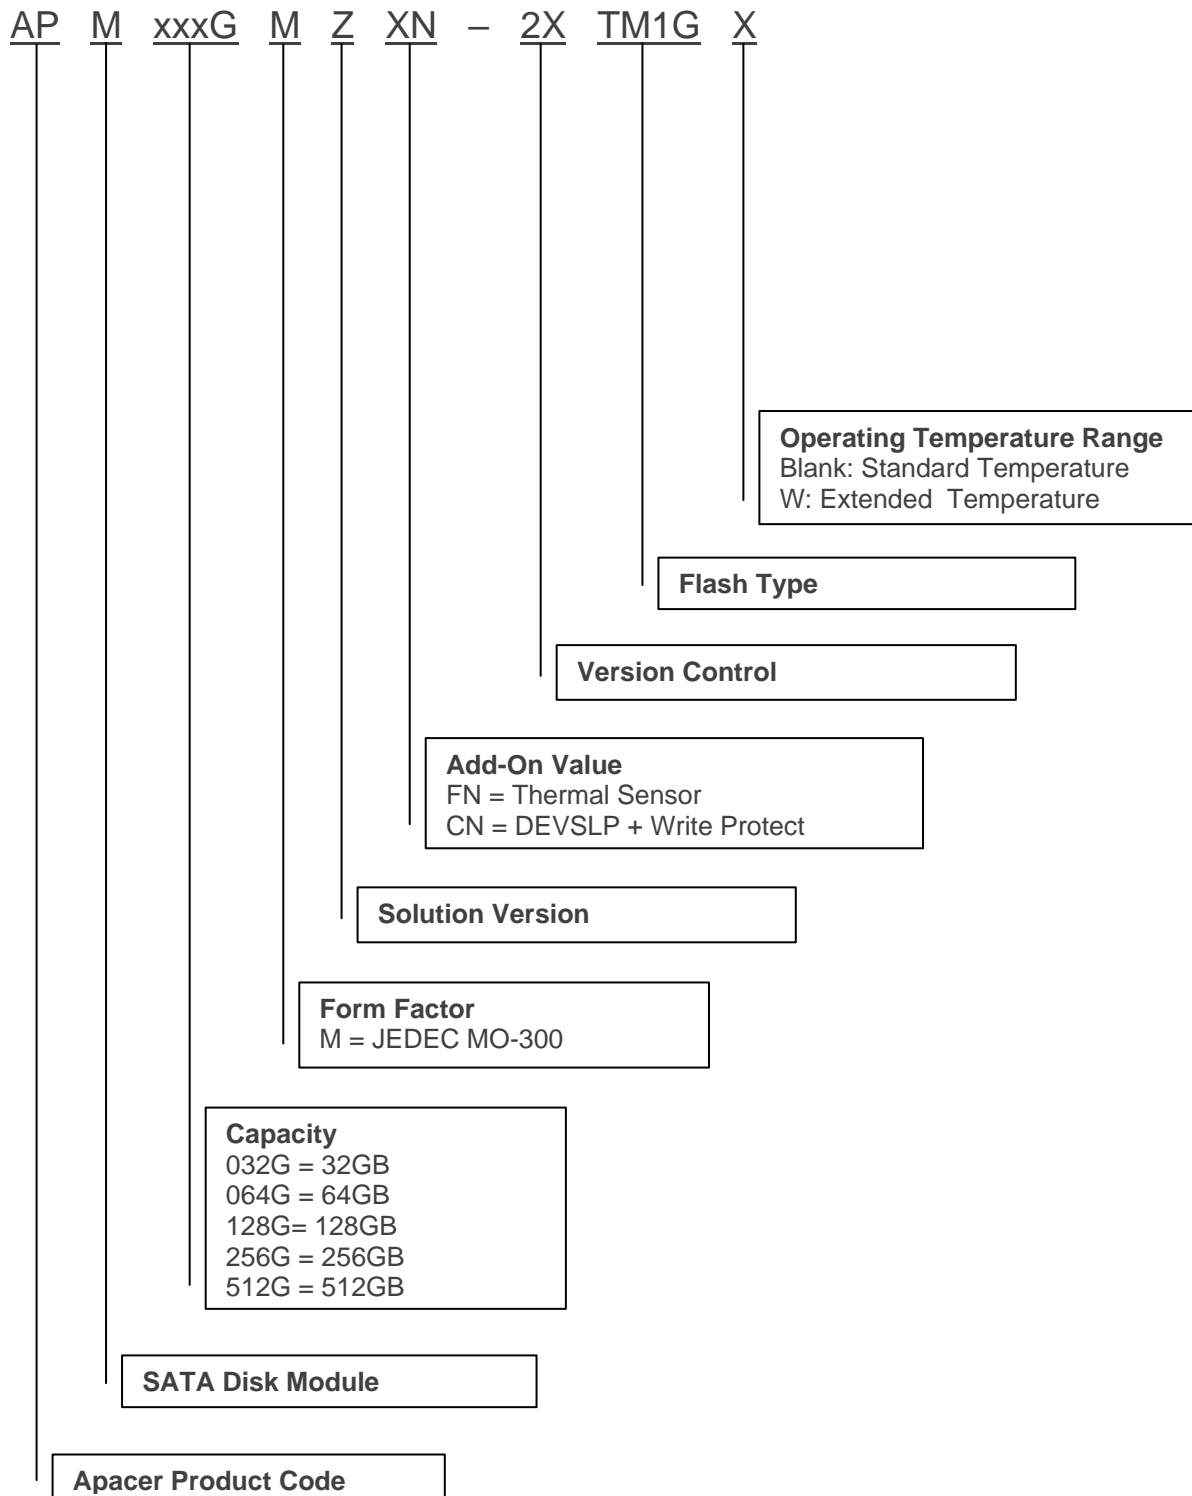 AP M xxxG M Z XN – 2X TM1G X
Operating Temperature Range
Blank: Standard Temperature
W: Extended Temperature
Flash Type
Version Control
Add-On Value
FN = Thermal Sensor
CN = DEVSLP + Write Protect
Solution Version
Form Factor
M = JEDEC MO-300
Capacity
032G = 32GB
064G = 64GB
128G= 128GB
256G = 256GB
512G = 512GB
SATA Disk Module
Apacer Product Code